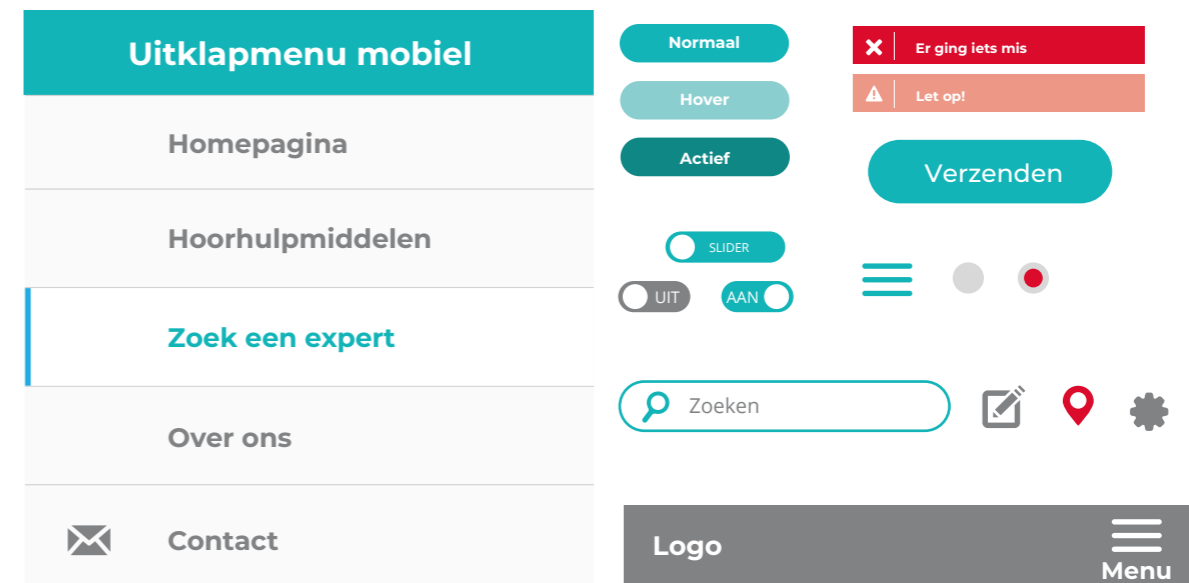 Uitklapmenu mobiel
Homepagina
Hoorhulpmiddelen
Zoek een expert
Over ons
Contact
Normaal
Hover
Actief
SLIDER
UIT
AAN
Er ging iets mis
Let op!
Verzenden
Zoeken
Logo
Menu